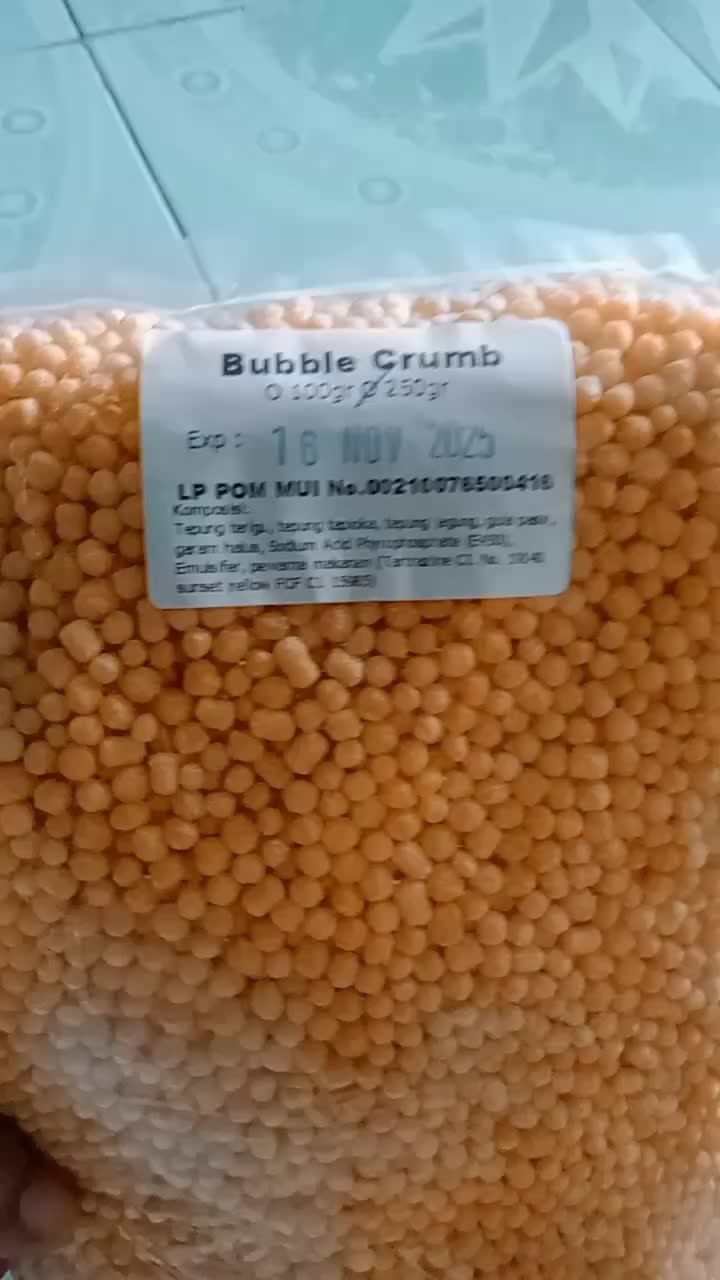 Bubble Crumb
O 100gr Ø 250gr
Exp : 16 NOV 2025
LP POM MUI No.00210076500416
Komposisi:
Tepung terigu, tepung tapioka, tepung jagung, gula pasir,
garam halus, Sodium Acid Pyrophosphate (E450),
Emulsifier, pewarna makanan (Tartrazine CI. No. 19140
sunset yellow FCF CI. 15985)